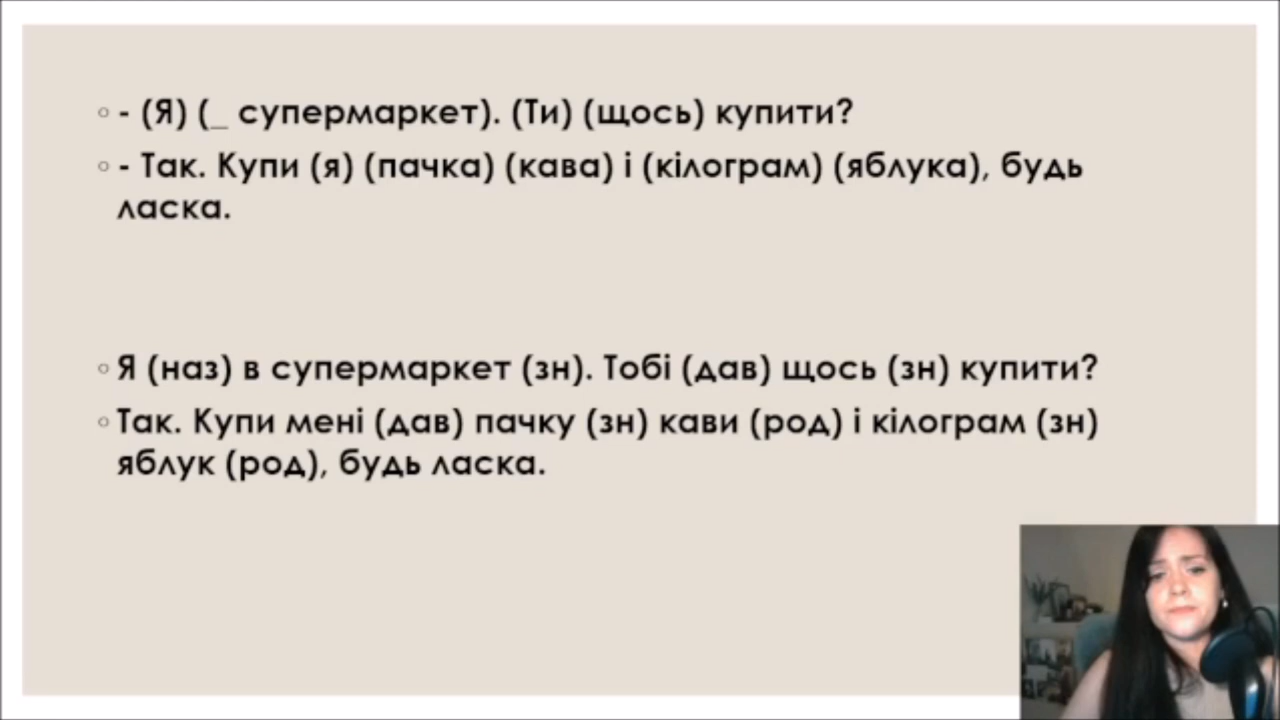 - (Я) (_ супермаркет). (Ти) (щось) купити?
- Так. Купи (я) (пачка) (кава) і (кілограм) (яблука), будь
ласка.
Я (наз) в супермаркет (зн). Тобі (дав) щось (зн) купити?
Так. Купи мені (дав) пачку (зн) кави (род) і кілограм (зн)
яблук (род), будь ласка.